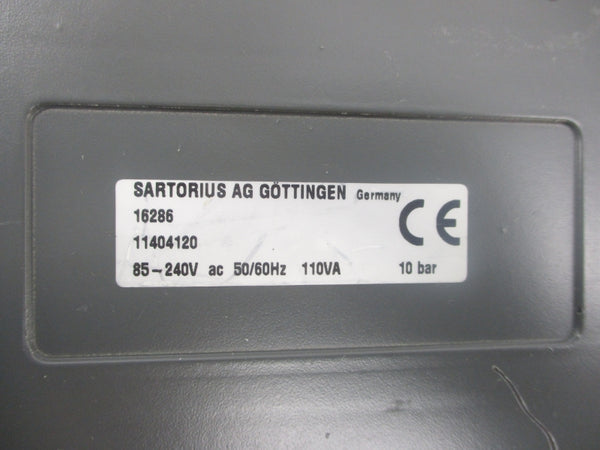 SARTORIUS AG GÖTTINGEN Germany
16286
11404120
CE
85~240V ac 50/60Hz 110VA 10 bar